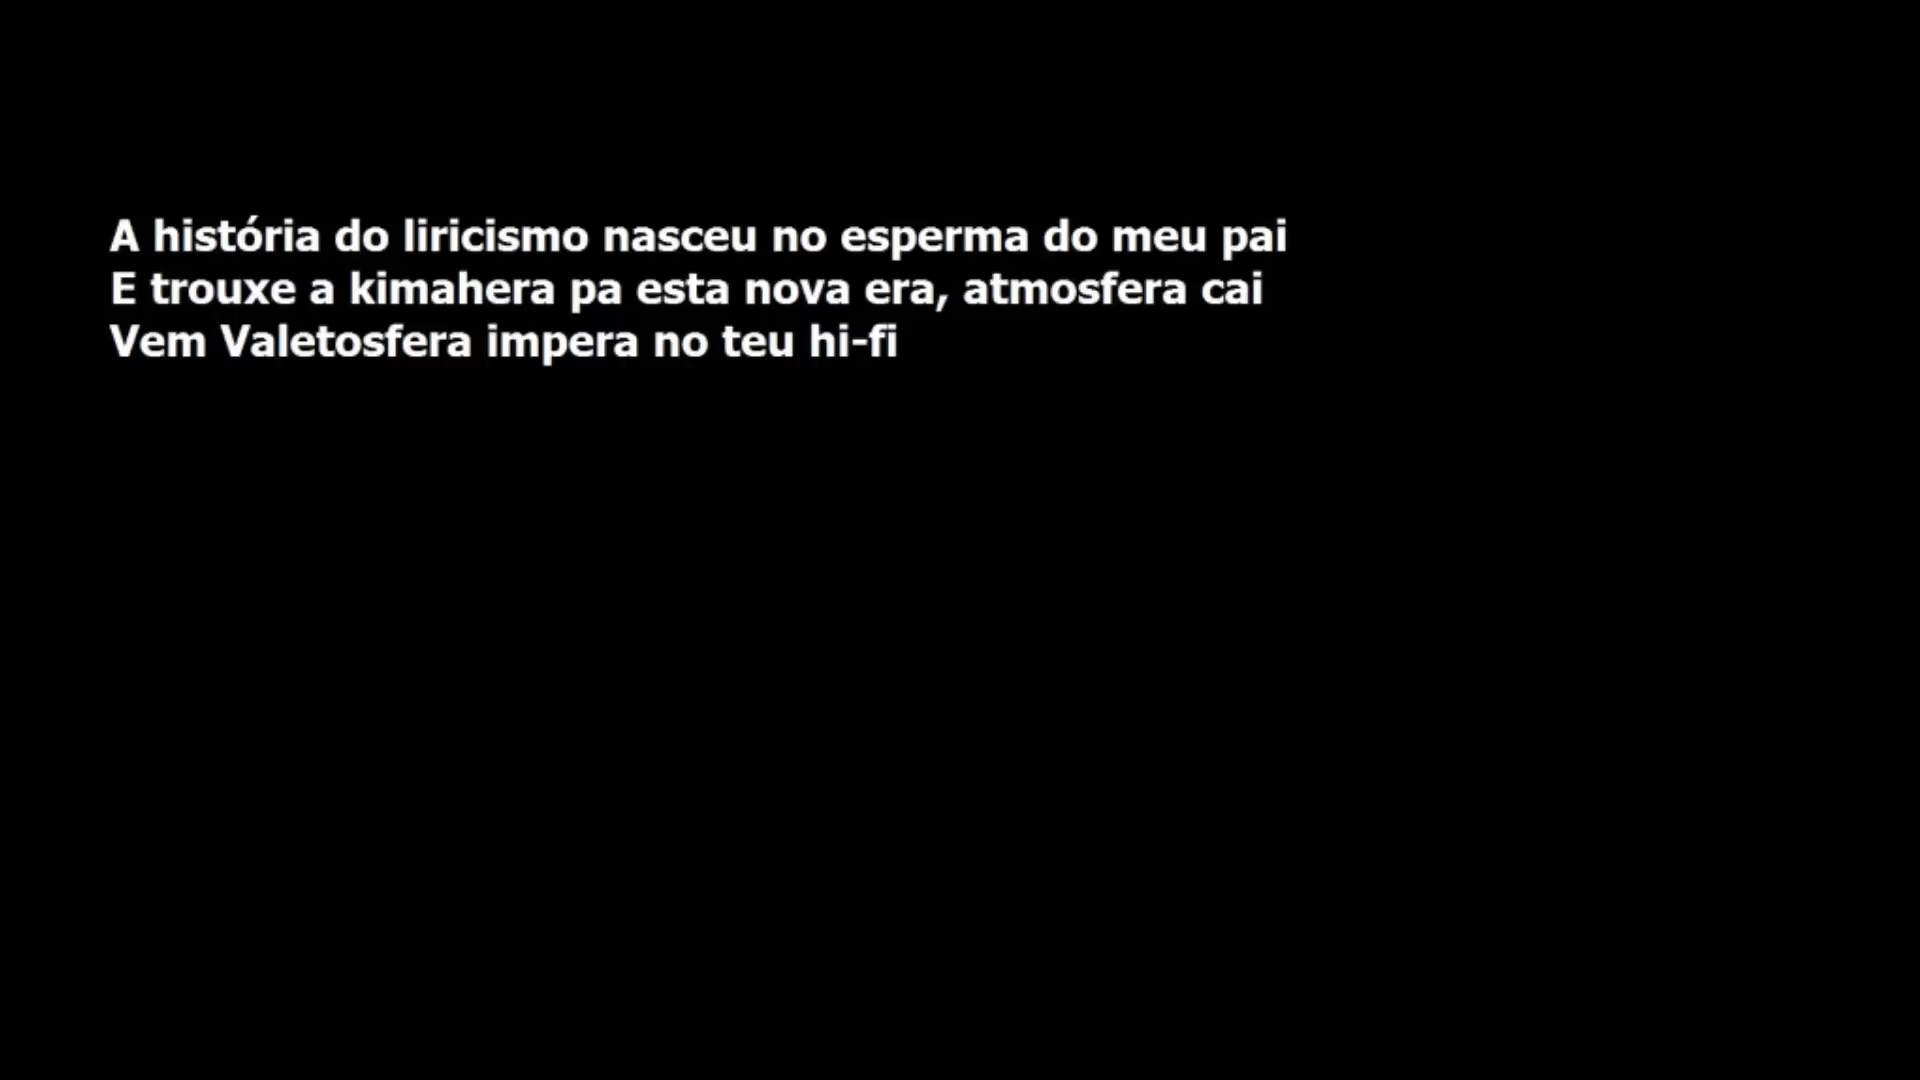 A história do liricismo nasceu no esperma do meu pai
E trouxe a kimahera pa esta nova era, atmosfera cai
Vem Valetosfera impera no teu hi-fi